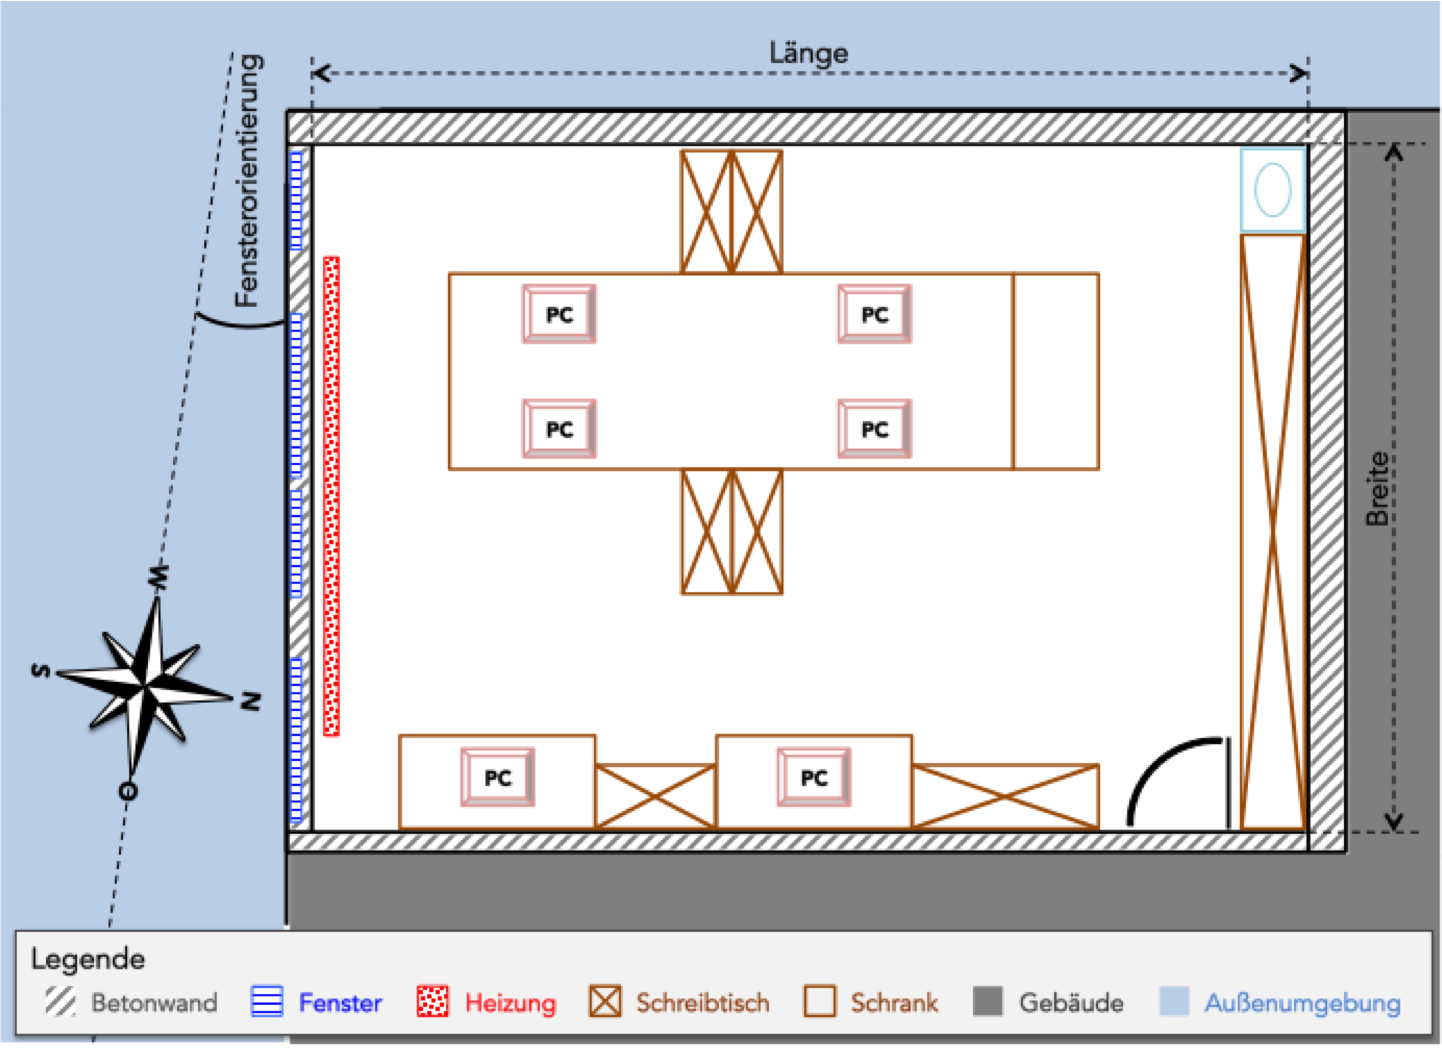 Länge
Fensterorientierung
PC
PC
PC
PC
Breite
W
S
N
O
PC
PC
Legende
Betonwand
Fenster
Heizung
Schreibtisch
Schrank
Gebäude
Außenumgebung